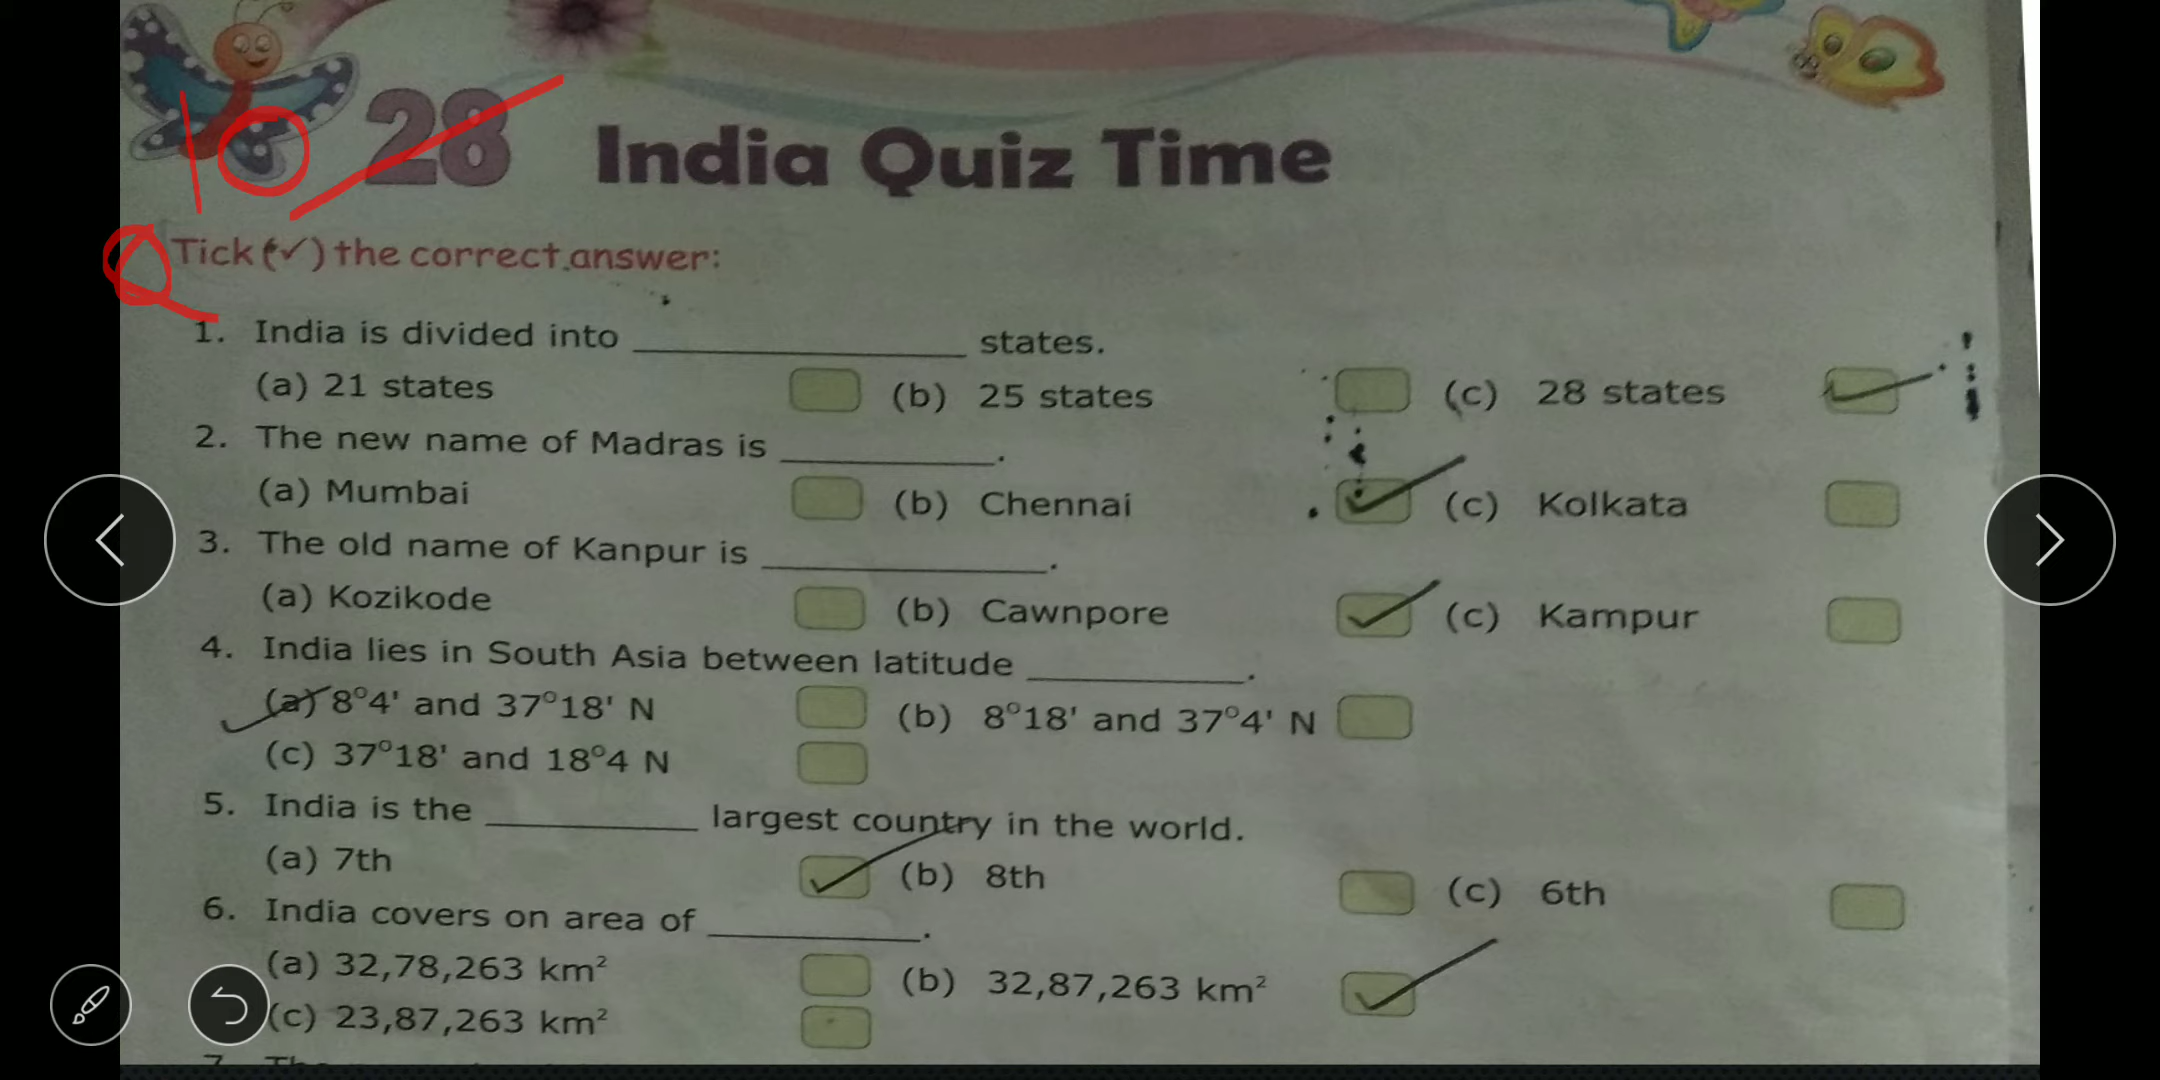 28 India Quiz Time
Tick (✓) the correct answer:
1. India is divided into ____________ states.
(a) 21 states (b) 25 states (c) 28 states
2. The new name of Madras is ____________.
(a) Mumbai (b) Chennai (c) Kolkata
3. The old name of Kanpur is ____________.
(a) Kozikode (b) Cawnpore (c) Kampur
4. India lies in South Asia between latitude ____________.
(a) 8°4' and 37°18' N (b) 8°18' and 37°4' N
(c) 37°18' and 18°4 N
5. India is the ____________ largest country in the world.
(a) 7th (b) 8th (c) 6th
6. India covers on area of ____________.
(a) 32,78,263 km² (b) 32,87,263 km²
(c) 23,87,263 km²